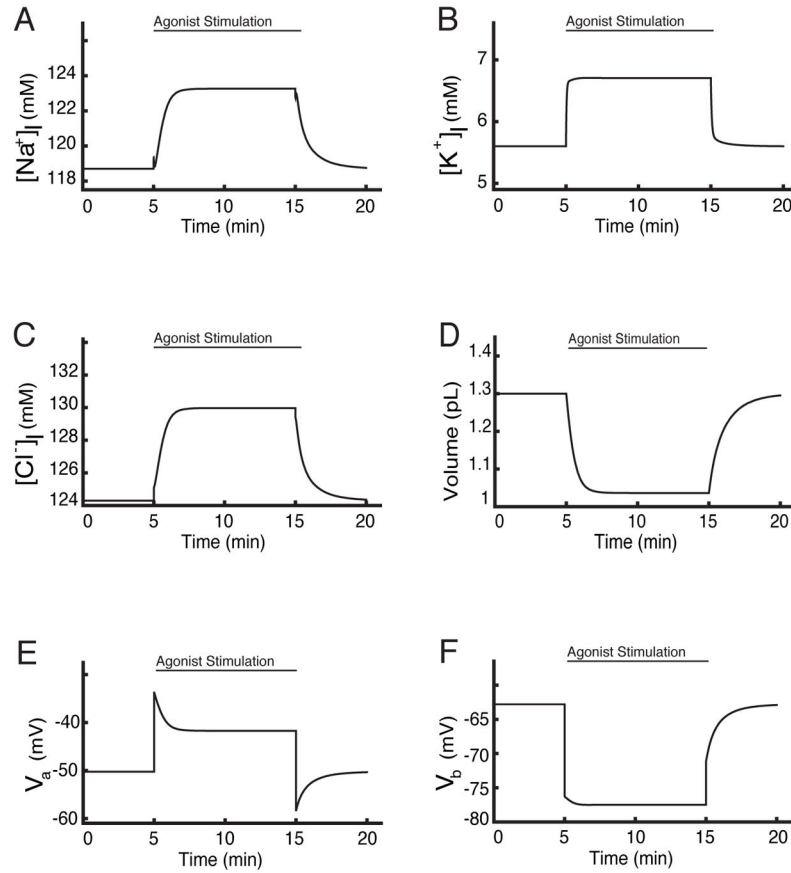 A
Agonist Stimulation
[Na+]l (mM)
124
122
120
118
0 5 10 15 20
Time (min)
B
Agonist Stimulation
[K+]l (mM)
7
6
5
0 5 10 15 20
Time (min)
C
Agonist Stimulation
[Cl-]l (mM)
132
130
128
126
124
0 5 10 15 20
Time (min)
D
Agonist Stimulation
Volume (pL)
1.4
1.3
1.2
1.1
1
0 5 10 15 20
Time (min)
E
Agonist Stimulation
Va (mV)
-40
-50
-60
0 5 10 15 20
Time (min)
F
Agonist Stimulation
Vb (mV)
-65
-70
-75
-80
0 5 10 15 20
Time (min)